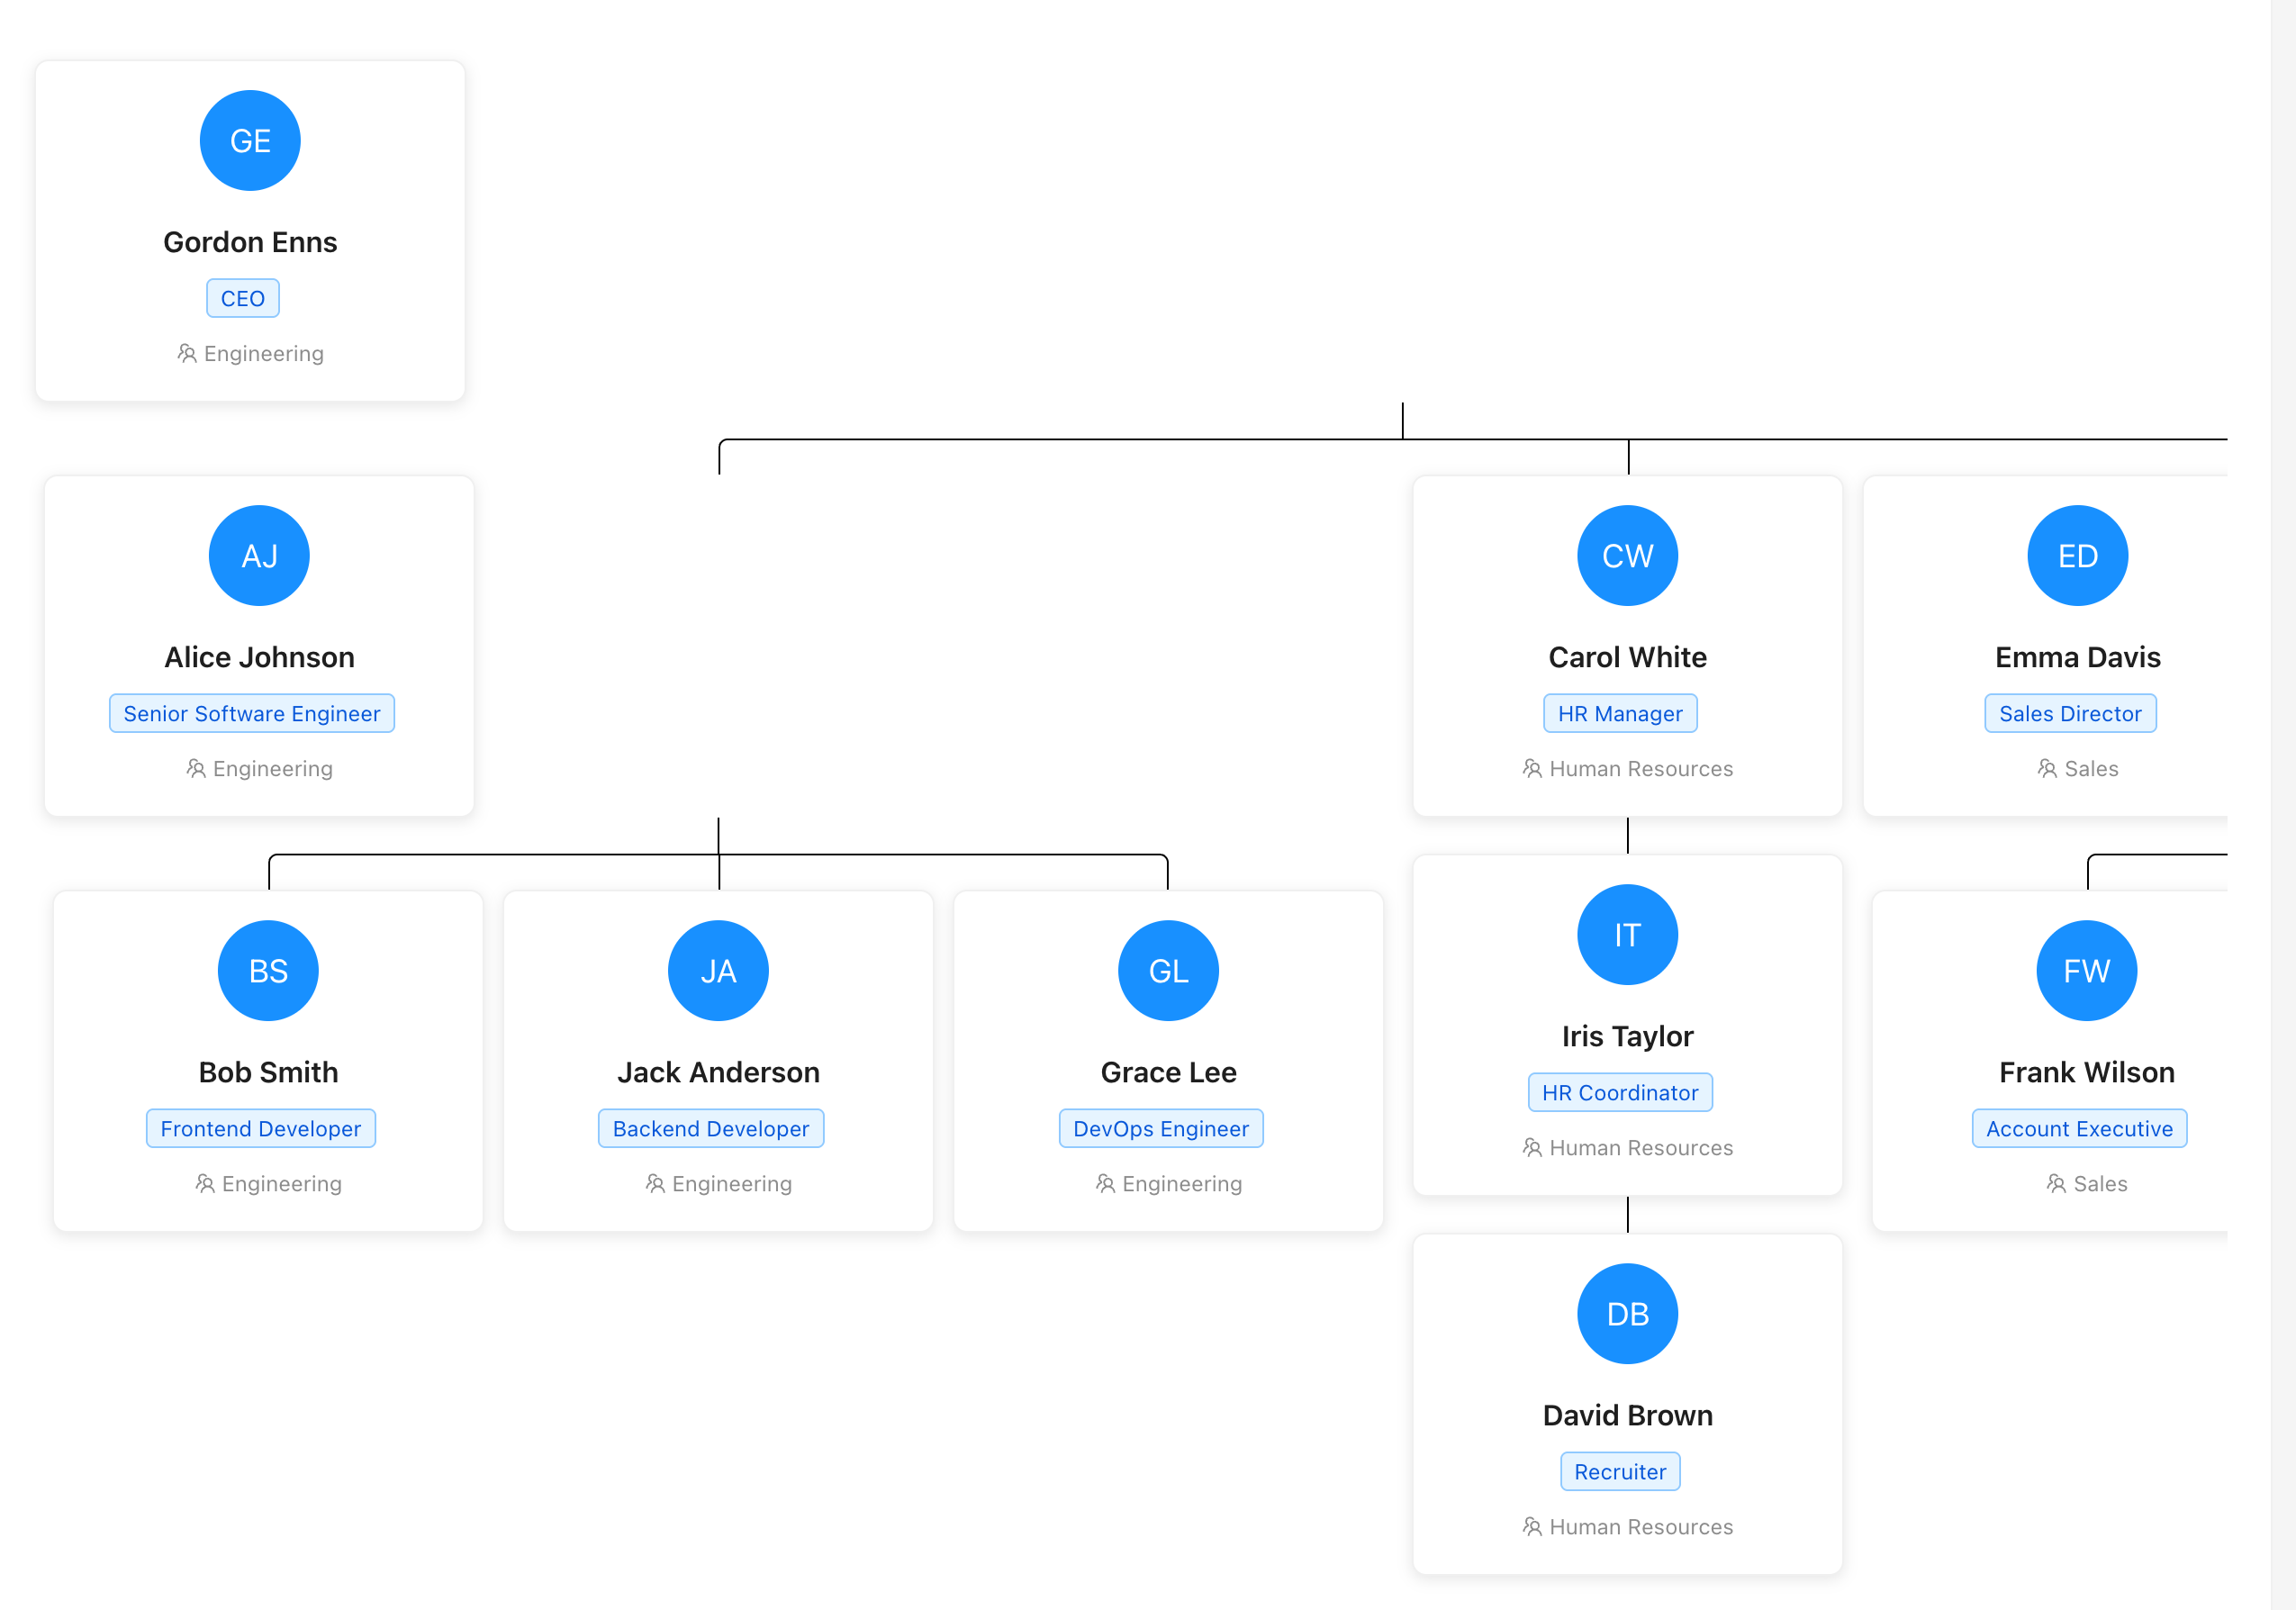 GE
Gordon Enns
CEO
Engineering
AJ
Alice Johnson
Senior Software Engineer
Engineering
CW
Carol White
HR Manager
Human Resources
ED
Emma Davis
Sales Director
Sales
BS
Bob Smith
Frontend Developer
Engineering
JA
Jack Anderson
Backend Developer
Engineering
GL
Grace Lee
DevOps Engineer
Engineering
IT
Iris Taylor
HR Coordinator
Human Resources
FW
Frank Wilson
Account Executive
Sales
DB
David Brown
Recruiter
Human Resources